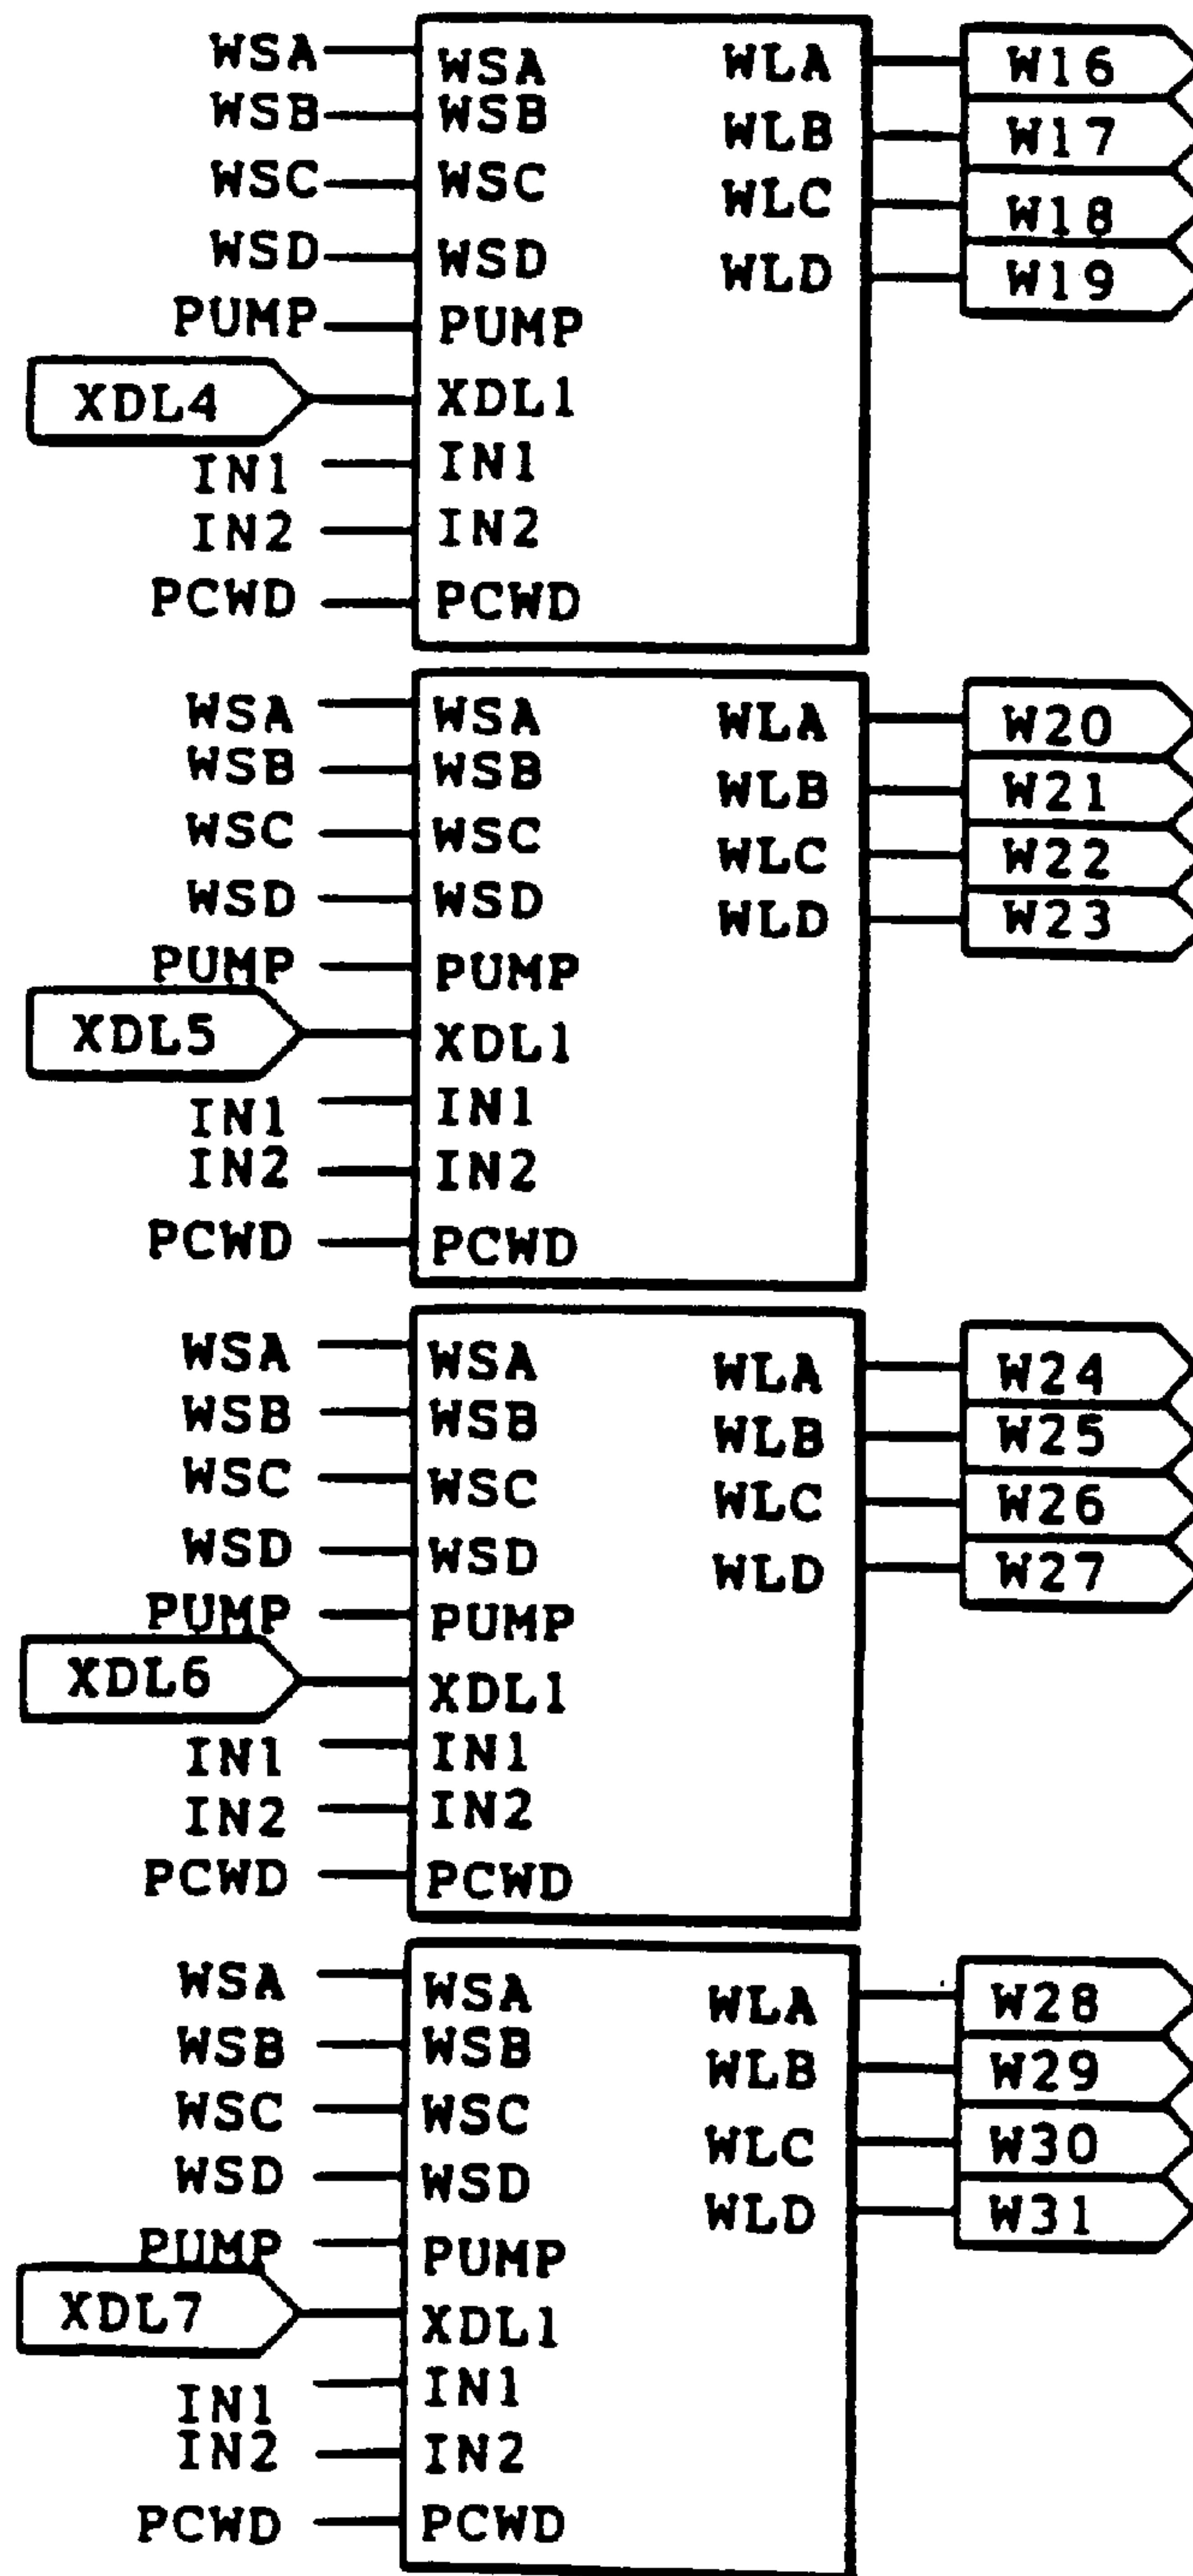 WSA WSA WLA W16
WSB WSB WLB W17
WSC WSC WLC W18
WSD WSD WLD W19
PUMP PUMP
XDL4 XDL1
IN1 IN1
IN2 IN2
PCWD PCWD
WSA WSA WLA W20
WSB WSB WLB W21
WSC WSC WLC W22
WSD WSD WLD W23
PUMP PUMP
XDL5 XDL1
IN1 IN1
IN2 IN2
PCWD PCWD
WSA WSA WLA W24
WSB WSB WLB W25
WSC WSC WLC W26
WSD WSD WLD W27
PUMP PUMP
XDL6 XDL1
IN1 IN1
IN2 IN2
PCWD PCWD
WSA WSA WLA W28
WSB WSB WLB W29
WSC WSC WLC W30
WSD WSD WLD W31
PUMP PUMP
XDL7 XDL1
IN1 IN1
IN2 IN2
PCWD PCWD